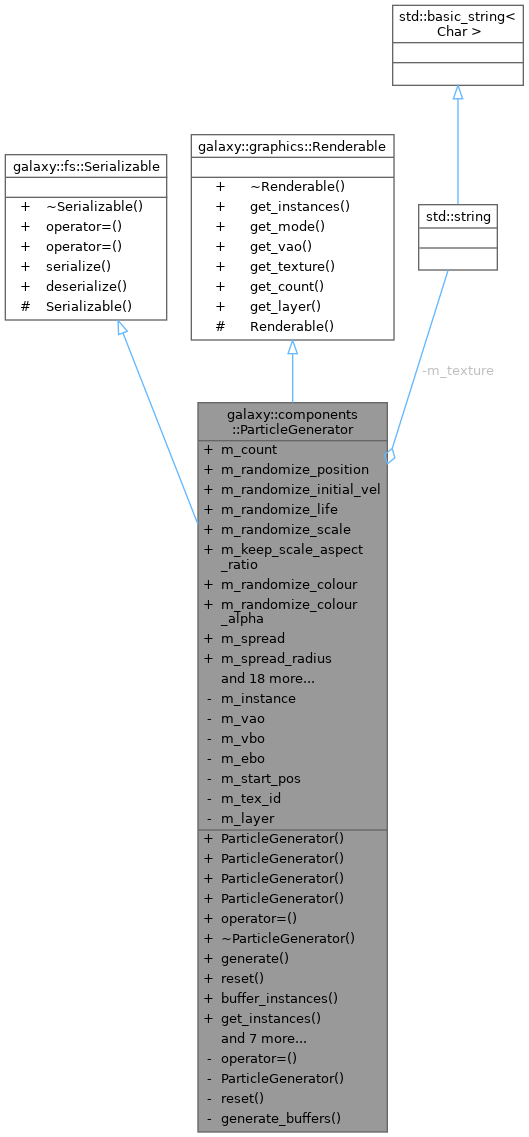 std::basic_string<
Char >
galaxy::graphics::Renderable
+ ~Renderable()
+ get_instances()
+ get_mode()
+ get_vao()
+ get_texture()
+ get_count()
+ get_layer()
# Renderable()
galaxy::fs::Serializable
+ ~Serializable()
+ operator=()
+ operator=()
+ serialize()
+ deserialize()
# Serializable()
std::string
-m_texture
galaxy::components
::ParticleGenerator
+ m_count
+ m_randomize_position
+ m_randomize_initial_vel
+ m_randomize_life
+ m_randomize_scale
+ m_keep_scale_aspect
_ratio
+ m_randomize_colour
+ m_randomize_colour
_alpha
+ m_spread
+ m_spread_radius
and 18 more...
- m_instance
- m_vao
- m_vbo
- m_ebo
- m_start_pos
- m_tex_id
- m_layer
+ ParticleGenerator()
+ ParticleGenerator()
+ ParticleGenerator()
+ ParticleGenerator()
+ operator=()
+ ~ParticleGenerator()
+ generate()
+ reset()
+ buffer_instances()
+ get_instances()
and 7 more...
- operator=()
- ParticleGenerator()
- reset()
- generate_buffers()